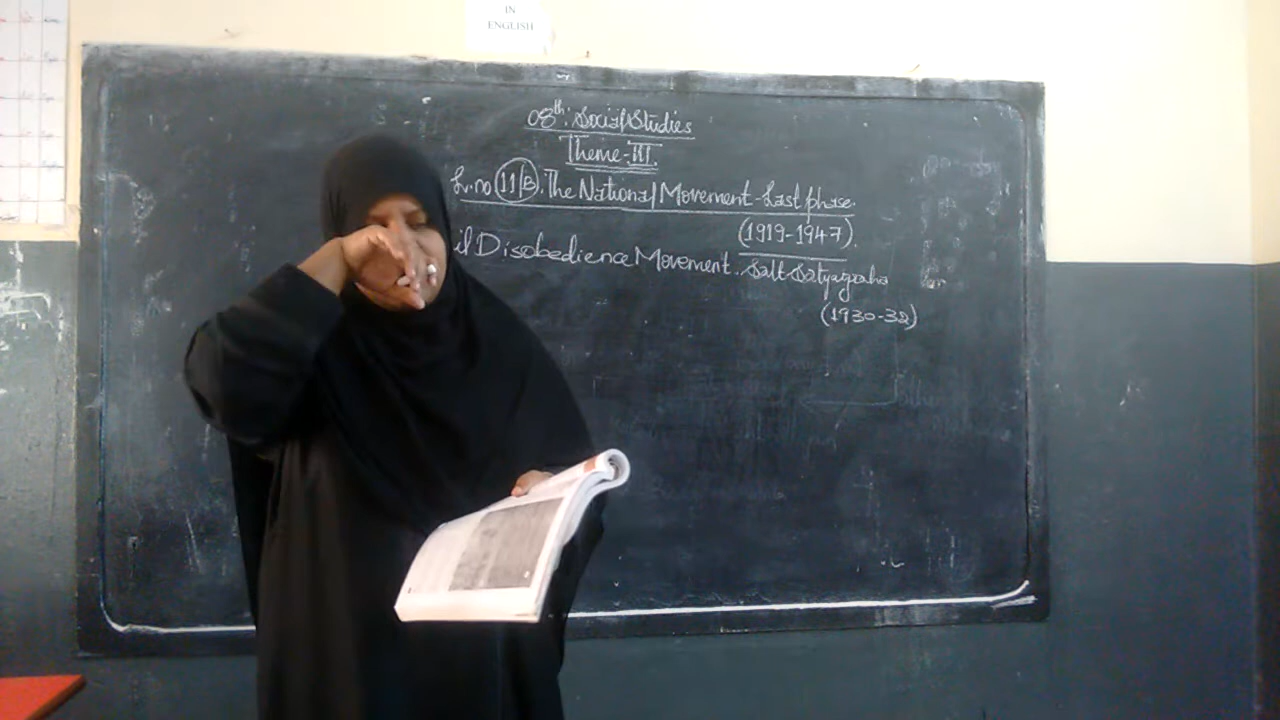 IN
ENGLISH
08th. Social Studies
Theme-III.
L.no 11B. The National Movement-Last phase.
(1919-1947).
il Disobedience Movement.. Salt Satyagraha
(1930-32)